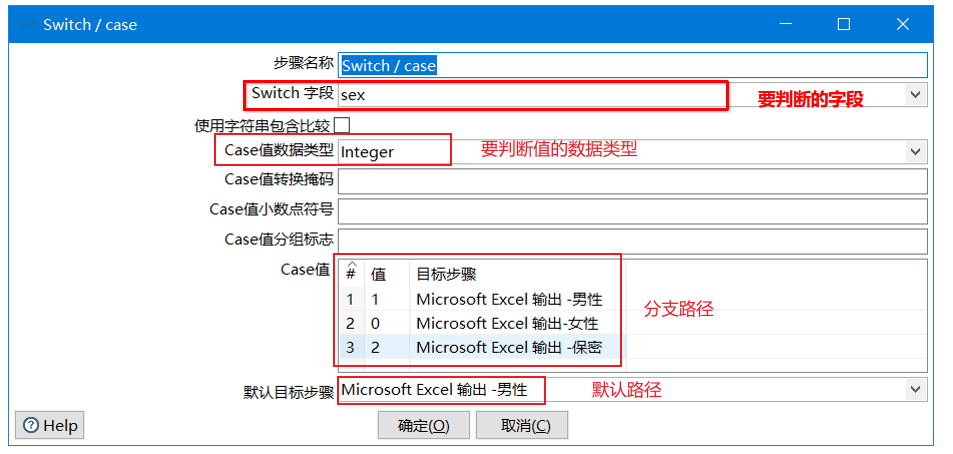 Switch / case
步骤名称 Switch / case
Switch 字段 sex 要判断的字段
使用字符串包含比较
Case值数据类型 Integer 要判断值的数据类型
Case值转换掩码
Case值小数点符号
Case值分组标志
Case值 # 值 目标步骤
1 1 Microsoft Excel 输出 -男性 分支路径
2 0 Microsoft Excel 输出-女性
3 2 Microsoft Excel 输出 -保密
默认目标步骤 Microsoft Excel 输出 -男性 默认路径
Help 确定(O) 取消(C)